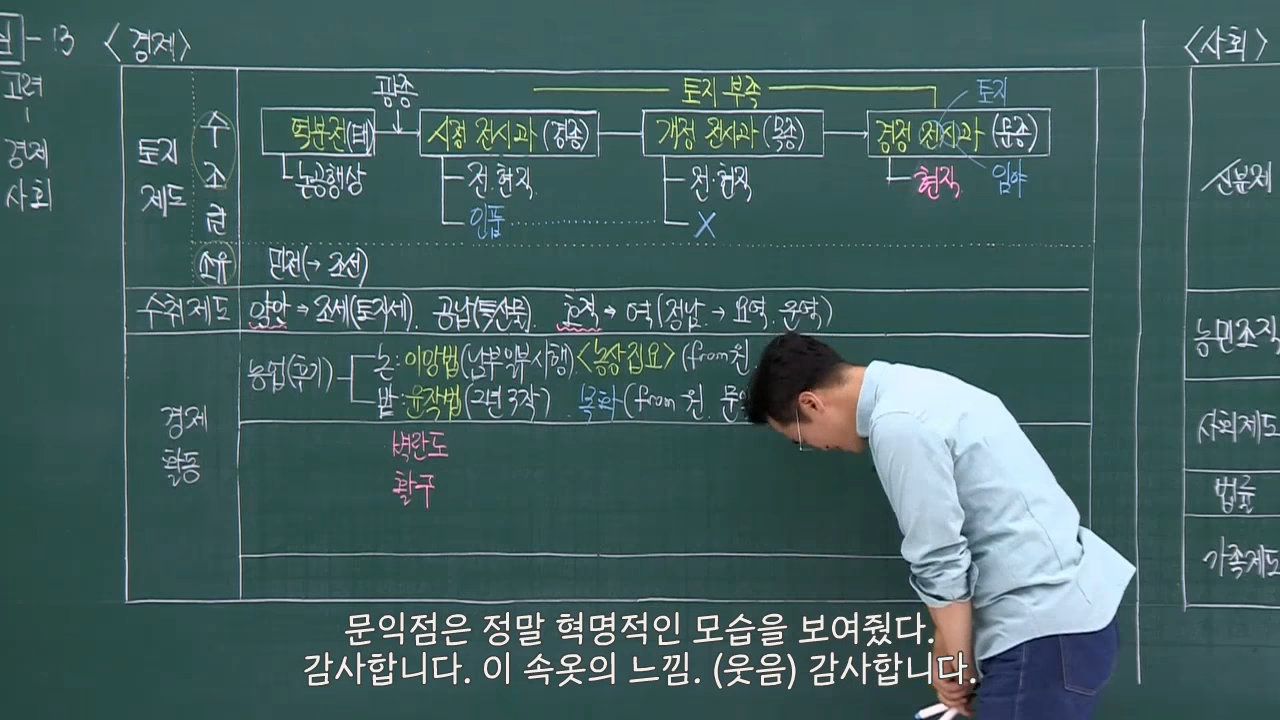 - 13 <경제>
고려
|
경제
사회
토지 제도
수 조 권
소유
광종
토지 부족
토지
역분전(태) 시정 전시과 (경종) 개정 전시과 (목종) 경정 전시과 (문종)
논공행상
전.현직
인품
전.현직
X
현직
임야
민전(→ 조선)
수취 제도 양안 → 조세(토지세). 공납(특산물). 호적 → 역 (정남. → 요역. 군역)
경제 활동
농업(후기) 논: 이앙법(남부 일부 시행) <농상집요> (from 원.
밭: 윤작법(2년 3작) . 목화 (from 원. 문
벽란도
활구
<사회>
신분제
농민조직
사회제도
법률
가족제도
문익점은 정말 혁명적인 모습을 보여줬다.
감사합니다. 이 속옷의 느낌. (웃음) 감사합니다.